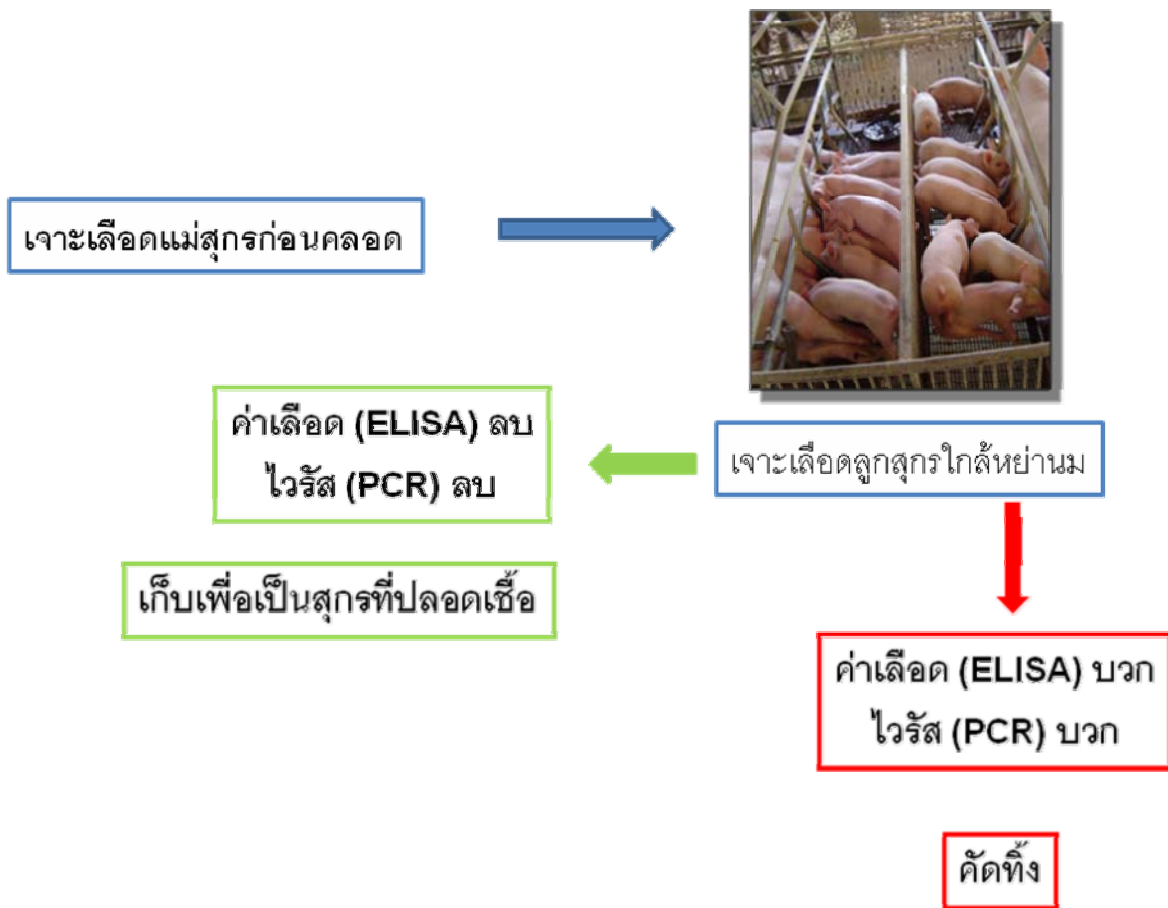 เจาะเลือดแม่สุกรก่อนคลอด
ค่าเลือด (ELISA) ลบ
ไวรัส (PCR) ลบ
เจาะเลือดลูกสุกรใกล้หย่านม
เก็บเพื่อเป็นสุกรที่ปลอดเชื้อ
ค่าเลือด (ELISA) บวก
ไวรัส (PCR) บวก
คัดทิ้ง